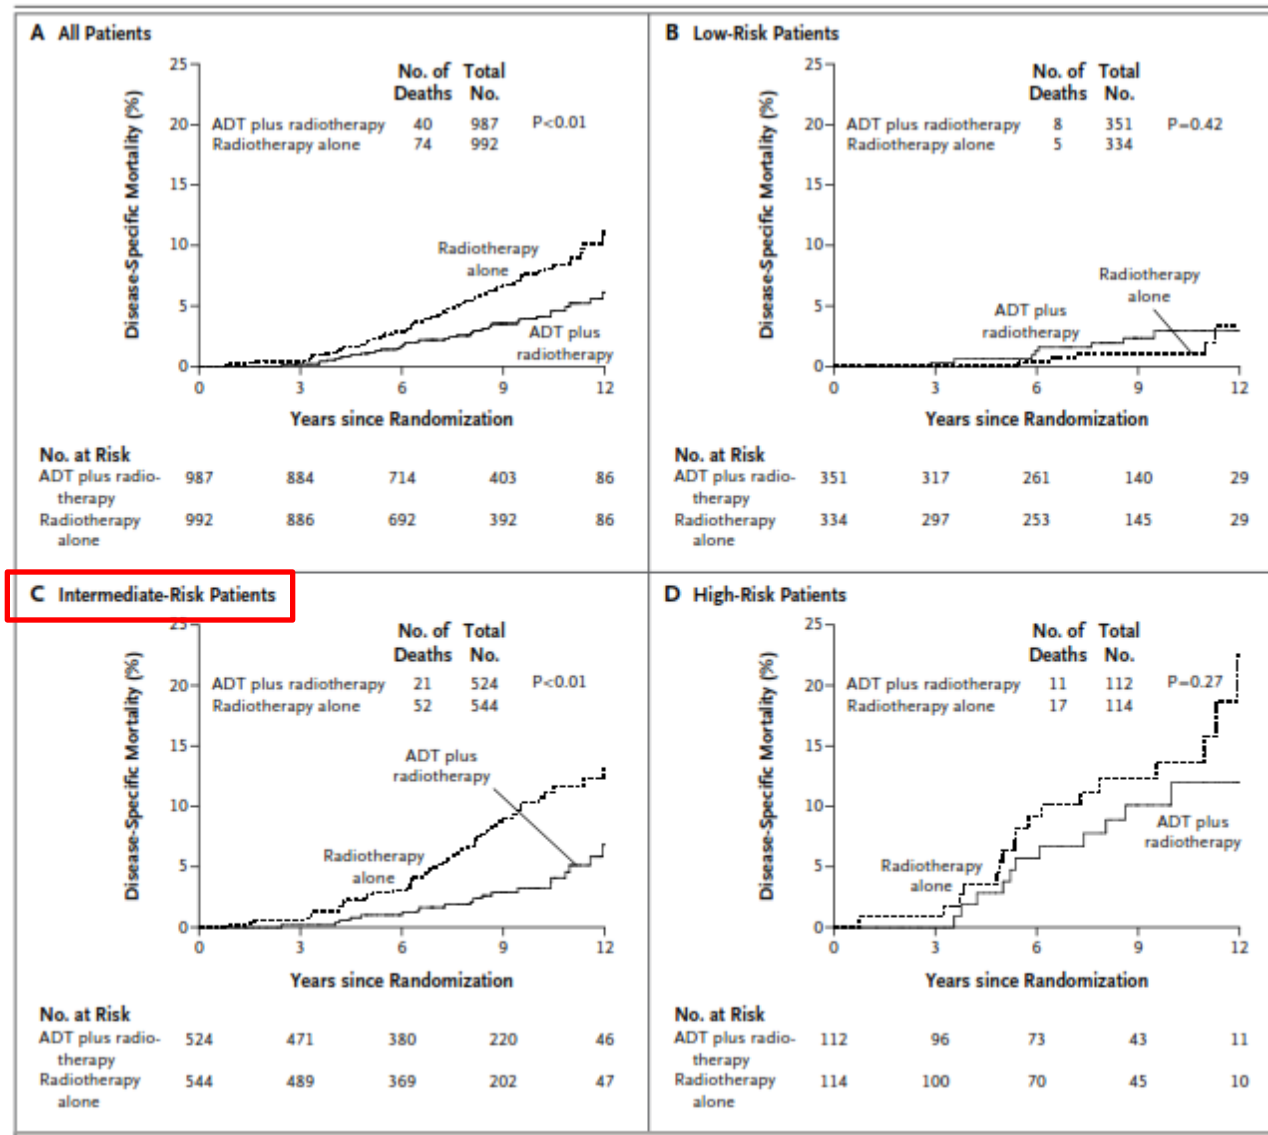 A All Patients
25
20
15
10
5
0
Disease-Specific Mortality (%)
No. of Total
Deaths No.
ADT plus radiotherapy 40 987 P<0.01
Radiotherapy alone 74 992
Radiotherapy
alone
ADT plus
radiotherapy
0 3 6 9 12
Years since Randomization
No. at Risk
ADT plus radio- 987 884 714 403 86
therapy
Radiotherapy 992 886 692 392 86
alone
B Low-Risk Patients
25
20
15
10
5
0
Disease-Specific Mortality (%)
No. of Total
Deaths No.
ADT plus radiotherapy 8 351 P=0.42
Radiotherapy alone 5 334
Radiotherapy
alone
ADT plus
radiotherapy
0 3 6 9 12
Years since Randomization
No. at Risk
ADT plus radio- 351 317 261 140 29
therapy
Radiotherapy 334 297 253 145 29
alone
C Intermediate-Risk Patients
25
20
15
10
5
0
Disease-Specific Mortality (%)
No. of Total
Deaths No.
ADT plus radiotherapy 21 524 P<0.01
Radiotherapy alone 52 544
ADT plus
radiotherapy
Radiotherapy
alone
0 3 6 9 12
Years since Randomization
No. at Risk
ADT plus radio- 524 471 380 220 46
therapy
Radiotherapy 544 489 369 202 47
alone
D High-Risk Patients
25
20
15
10
5
0
Disease-Specific Mortality (%)
No. of Total
Deaths No.
ADT plus radiotherapy 11 112 P=0.27
Radiotherapy alone 17 114
ADT plus
radiotherapy
Radiotherapy
alone
0 3 6 9 12
Years since Randomization
No. at Risk
ADT plus radio- 112 96 73 43 11
therapy
Radiotherapy 114 100 70 45 10
alone